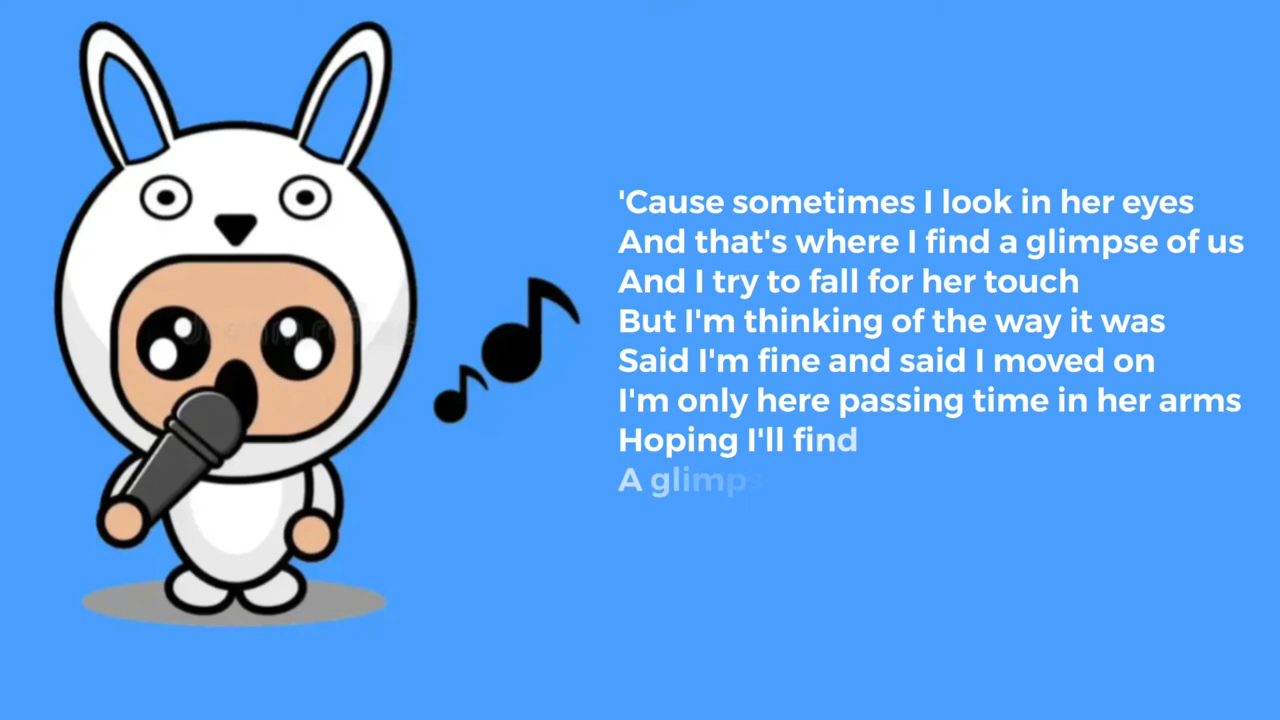 'Cause sometimes I look in her eyes
And that's where I find a glimpse of us
And I try to fall for her touch
But I'm thinking of the way it was
Said I'm fine and said I moved on
I'm only here passing time in her arms
Hoping I'll find
A glimps